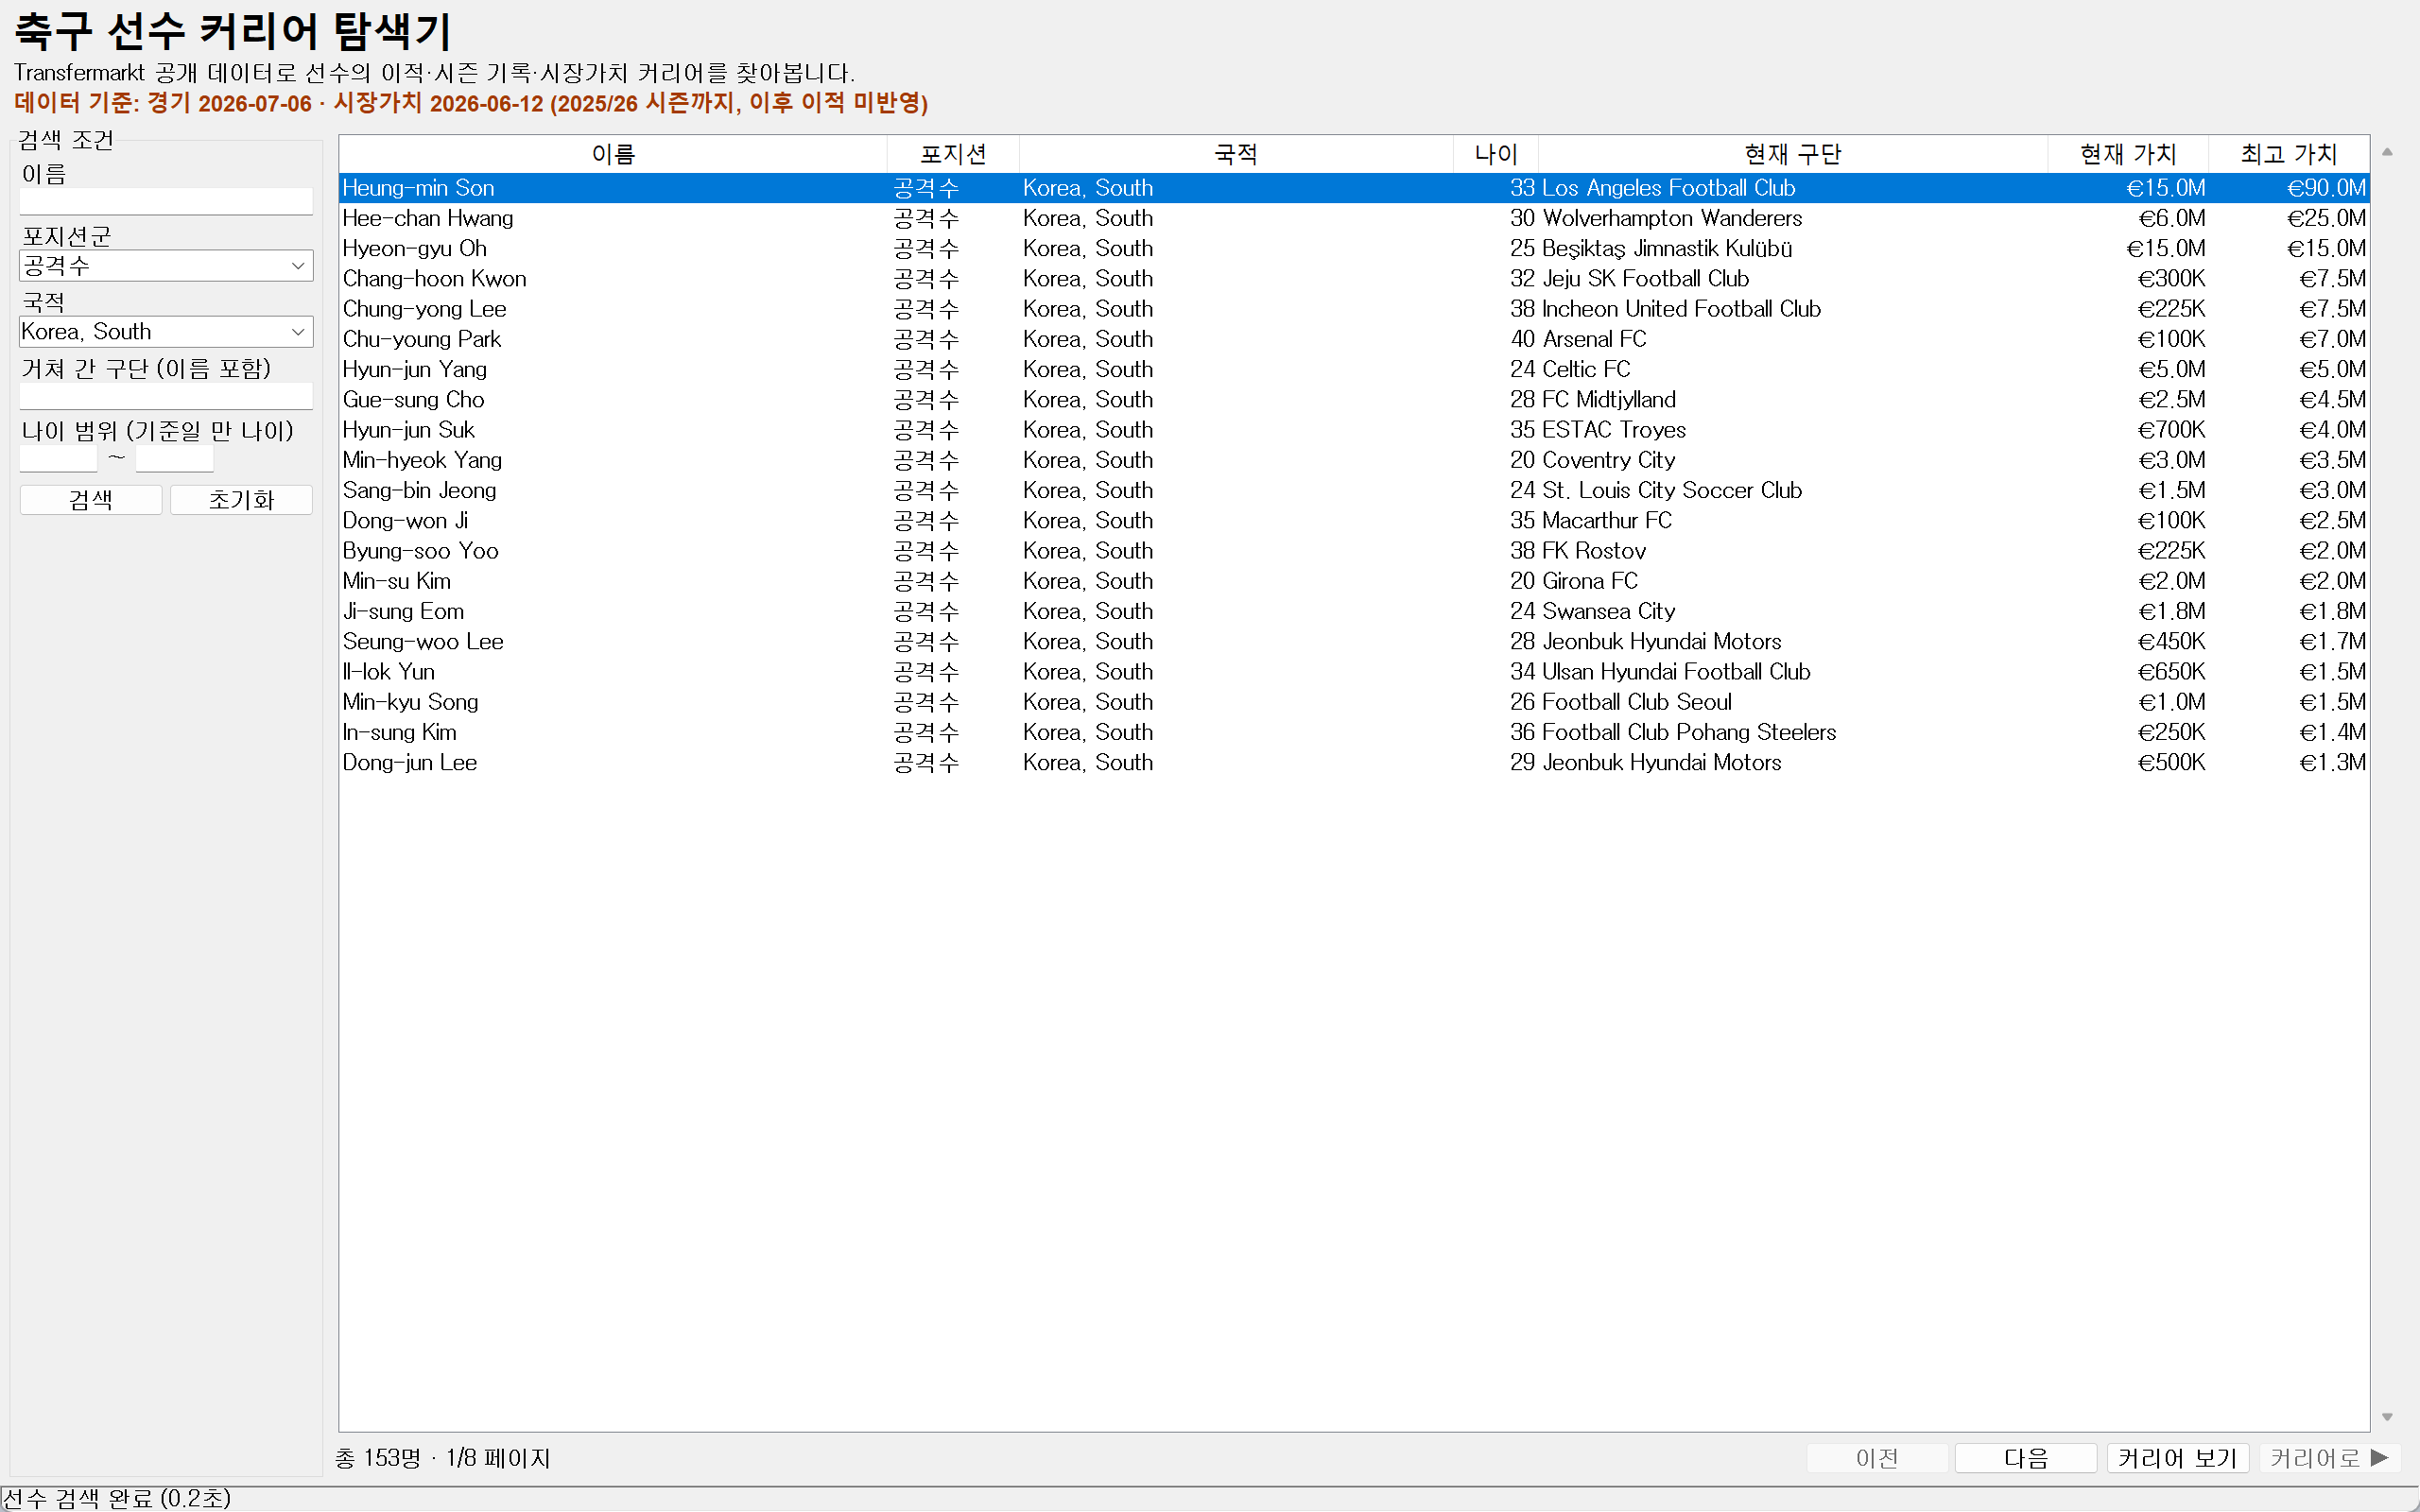 축구 선수 커리어 탐색기
Transfermarkt 공개 데이터로 선수의 이적·시즌 기록·시장가치 커리어를 찾아봅니다.
데이터 기준: 경기 2026-07-06 · 시장가치 2026-06-12 (2025/26 시즌까지, 이후 이적 미반영)
검색 조건
이름
포지션군
공격수
국적
Korea, South
거쳐 간 구단 (이름 포함)
나이 범위 (기준일 만 나이)
~
검색 초기화
이름 포지션 국적 나이 현재 구단 현재 가치 최고 가치
Heung-min Son 공격수 Korea, South 33 Los Angeles Football Club €15.0M €90.0M
Hee-chan Hwang 공격수 Korea, South 30 Wolverhampton Wanderers €6.0M €25.0M
Hyeon-gyu Oh 공격수 Korea, South 25 Beşiktaş Jimnastik Kulübü €15.0M €15.0M
Chang-hoon Kwon 공격수 Korea, South 32 Jeju SK Football Club €300K €7.5M
Chung-yong Lee 공격수 Korea, South 38 Incheon United Football Club €225K €7.5M
Chu-young Park 공격수 Korea, South 40 Arsenal FC €100K €7.0M
Hyun-jun Yang 공격수 Korea, South 24 Celtic FC €5.0M €5.0M
Gue-sung Cho 공격수 Korea, South 28 FC Midtjylland €2.5M €4.5M
Hyun-jun Suk 공격수 Korea, South 35 ESTAC Troyes €700K €4.0M
Min-hyeok Yang 공격수 Korea, South 20 Coventry City €3.0M €3.5M
Sang-bin Jeong 공격수 Korea, South 24 St. Louis City Soccer Club €1.5M €3.0M
Dong-won Ji 공격수 Korea, South 35 Macarthur FC €100K €2.5M
Byung-soo Yoo 공격수 Korea, South 38 FK Rostov €225K €2.0M
Min-su Kim 공격수 Korea, South 20 Girona FC €2.0M €2.0M
Ji-sung Eom 공격수 Korea, South 24 Swansea City €1.8M €1.8M
Seung-woo Lee 공격수 Korea, South 28 Jeonbuk Hyundai Motors €450K €1.7M
Il-lok Yun 공격수 Korea, South 34 Ulsan Hyundai Football Club €650K €1.5M
Min-kyu Song 공격수 Korea, South 26 Football Club Seoul €1.0M €1.5M
In-sung Kim 공격수 Korea, South 36 Football Club Pohang Steelers €250K €1.4M
Dong-jun Lee 공격수 Korea, South 29 Jeonbuk Hyundai Motors €500K €1.3M
총 153명 · 1/8 페이지 이전 다음 커리어 보기 커리어로 ▶
선수 검색 완료 (0.2초)